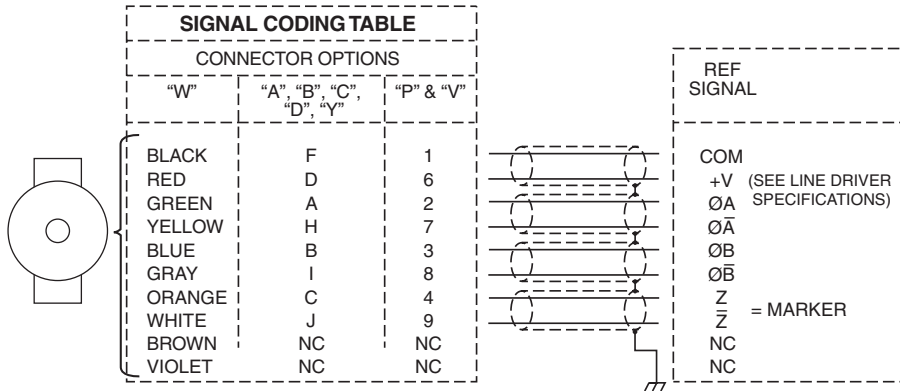 SIGNAL CODING TABLE
CONNECTOR OPTIONS
REF
SIGNAL
“W” “A”, “B”, “C”, “P” & “V”
“D”, “Y”
BLACK F 1 COM
RED D 6 +V (SEE LINE DRIVER
SPECIFICATIONS)
GREEN A 2 ØA
YELLOW H 7 ØA̅
BLUE B 3 ØB
GRAY I 8 ØB̅
ORANGE C 4 Z
= MARKER
WHITE J 9 Z̅
BROWN NC NC NC
VIOLET NC NC NC